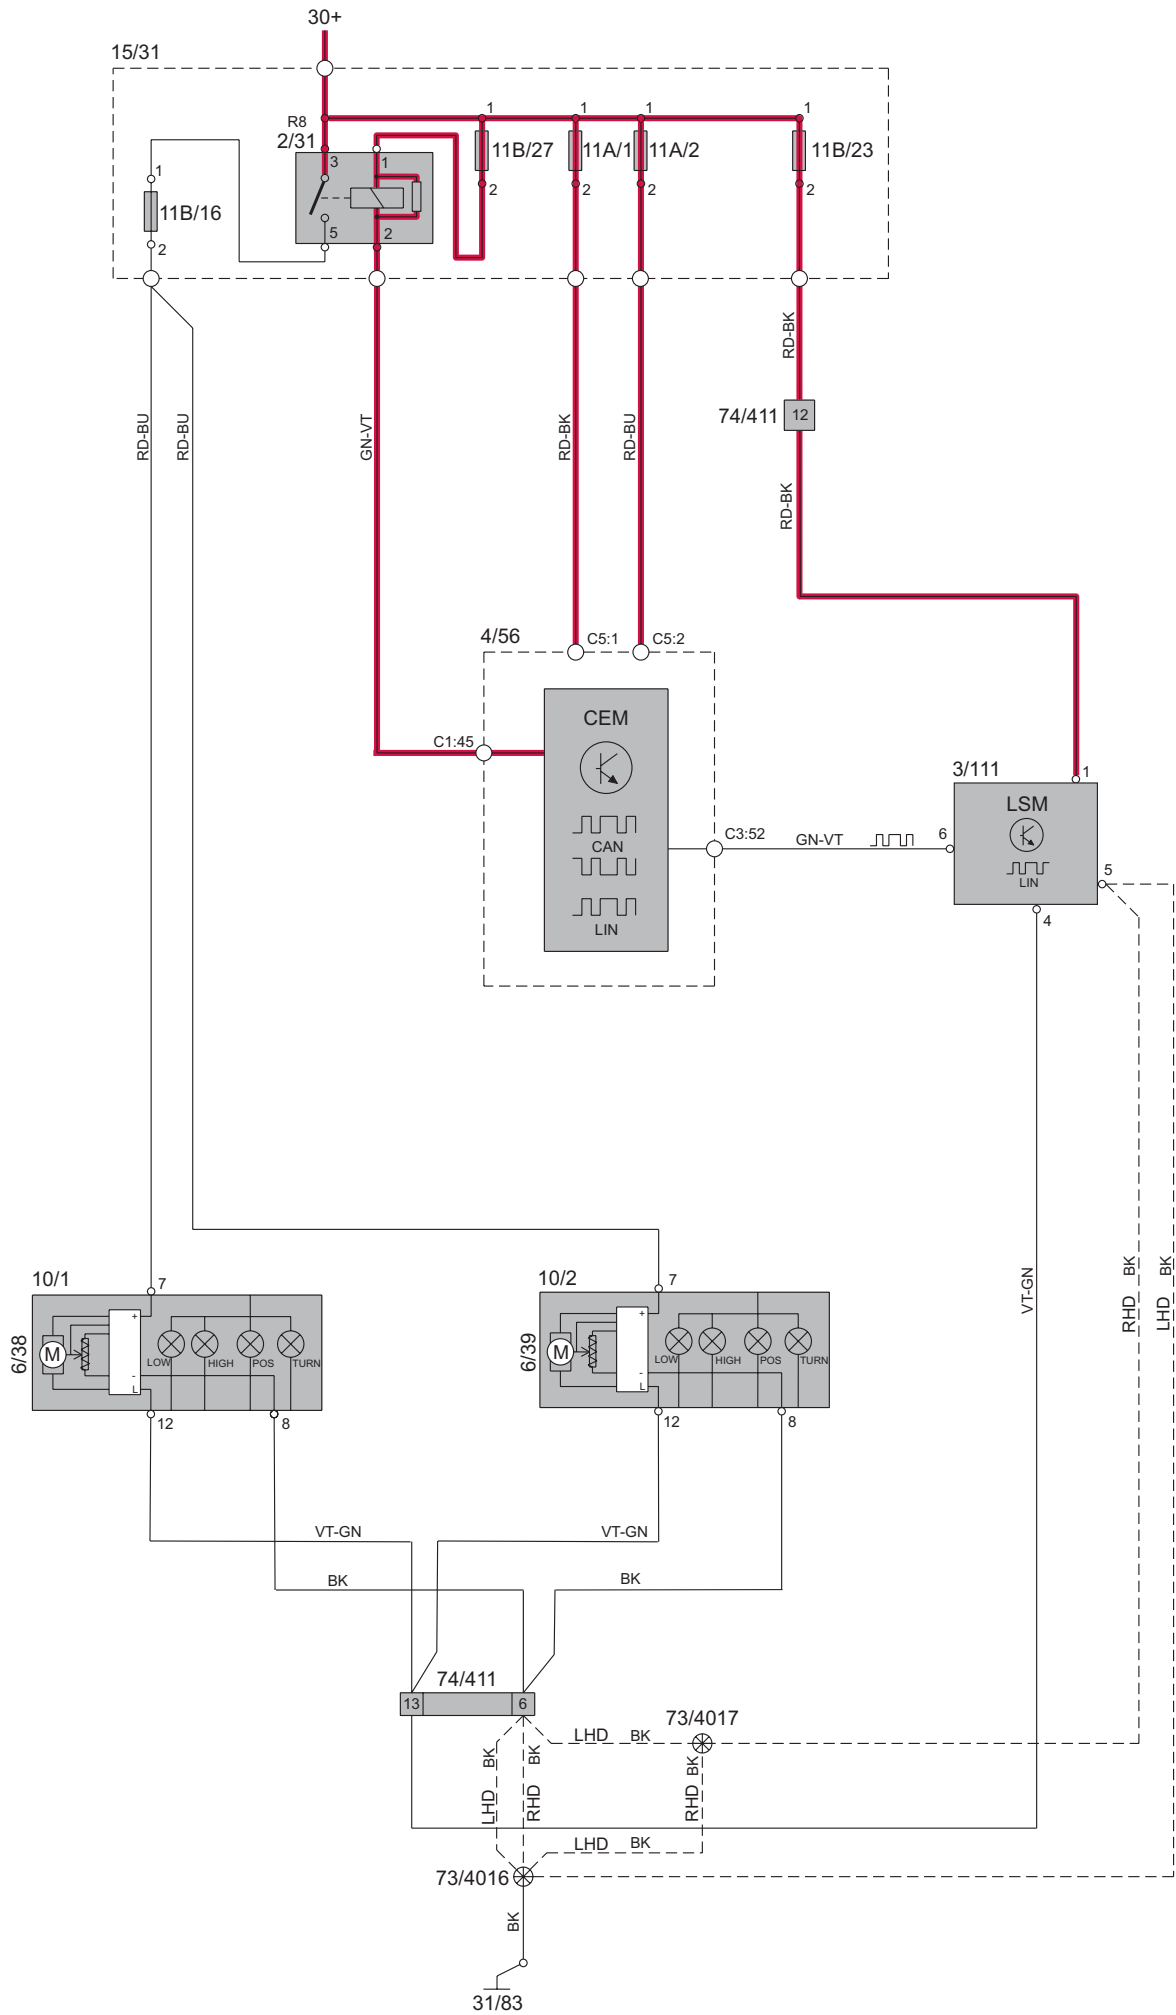 30+
15/31
R8
2/31
3
1
5
2
1
11B/16
2
1
11B/27
2
1
11A/1
2
1
11A/2
2
1
11B/23
2
RD-BU
RD-BU
GN-VT
RD-BK
RD-BU
RD-BK
74/411
12
RD-BK
4/56
C5:1
C5:2
CEM
C1:45
CAN
LIN
C3:52
GN-VT
3/111
1
LSM
6
LIN
5
4
VT-GN
RHD BK
LHD BK
10/1
7
6/38
M
+
-
L
LOW
HIGH
POS
TURN
12
8
10/2
7
6/39
M
+
-
L
LOW
HIGH
POS
TURN
12
8
VT-GN
VT-GN
BK
BK
74/411
13
6
73/4017
LHD BK
LHD BK
RHD BK
RHD BK
LHD BK
73/4016
BK
31/83